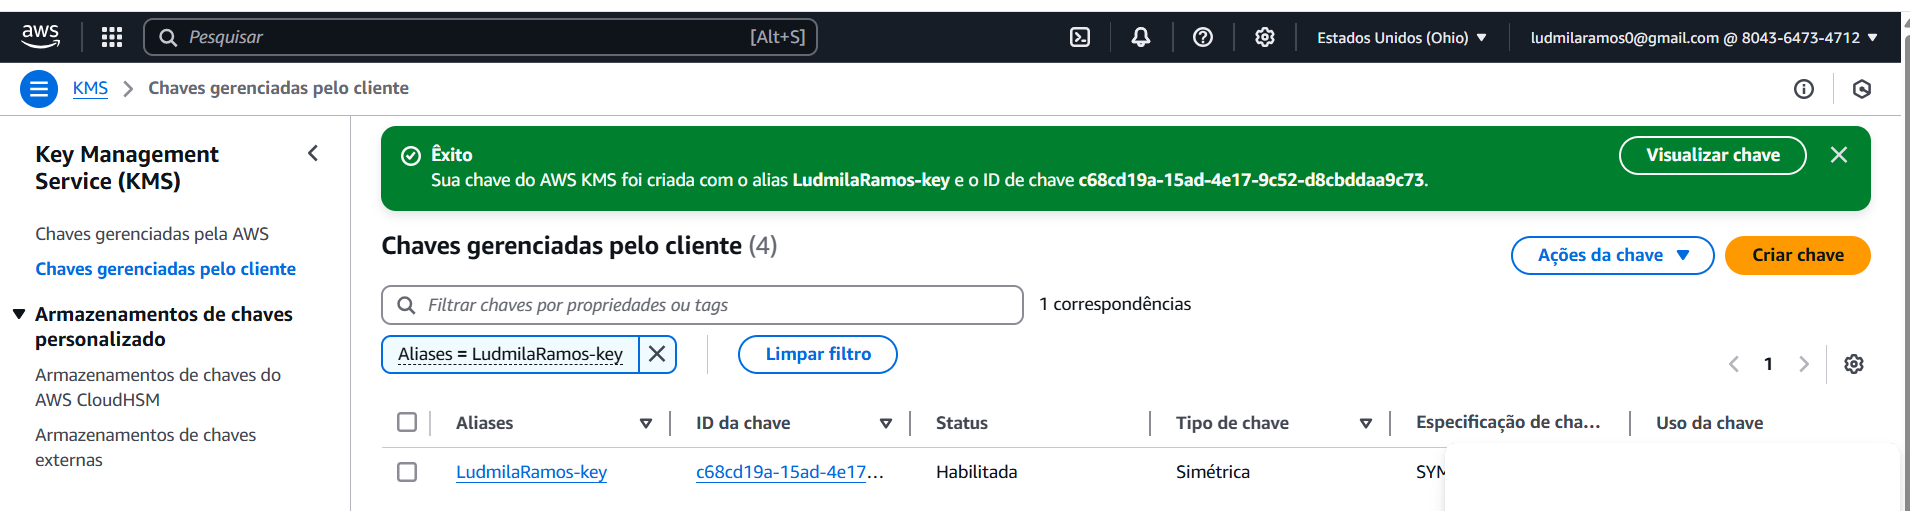 aws
Pesquisar [Alt+S]
Estados Unidos (Ohio)
ludmilaramos0@gmail.com @ 8043-6473-4712
KMS
Chaves gerenciadas pelo cliente
Key Management
Service (KMS)
Chaves gerenciadas pela AWS
Chaves gerenciadas pelo cliente
Armazenamentos de chaves
personalizado
Armazenamentos de chaves do
AWS CloudHSM
Armazenamentos de chaves
externas
Êxito
Sua chave do AWS KMS foi criada com o alias LudmilaRamos-key e o ID de chave c68cd19a-15ad-4e17-9c52-d8cbddaa9c73.
Visualizar chave
Chaves gerenciadas pelo cliente (4)
Ações da chave
Criar chave
Filtrar chaves por propriedades ou tags
1 correspondências
Aliases = LudmilaRamos-key
Limpar filtro
1
Aliases ID da chave Status Tipo de chave Especificação de cha... Uso da chave
LudmilaRamos-key c68cd19a-15ad-4e17... Habilitada Simétrica SYM